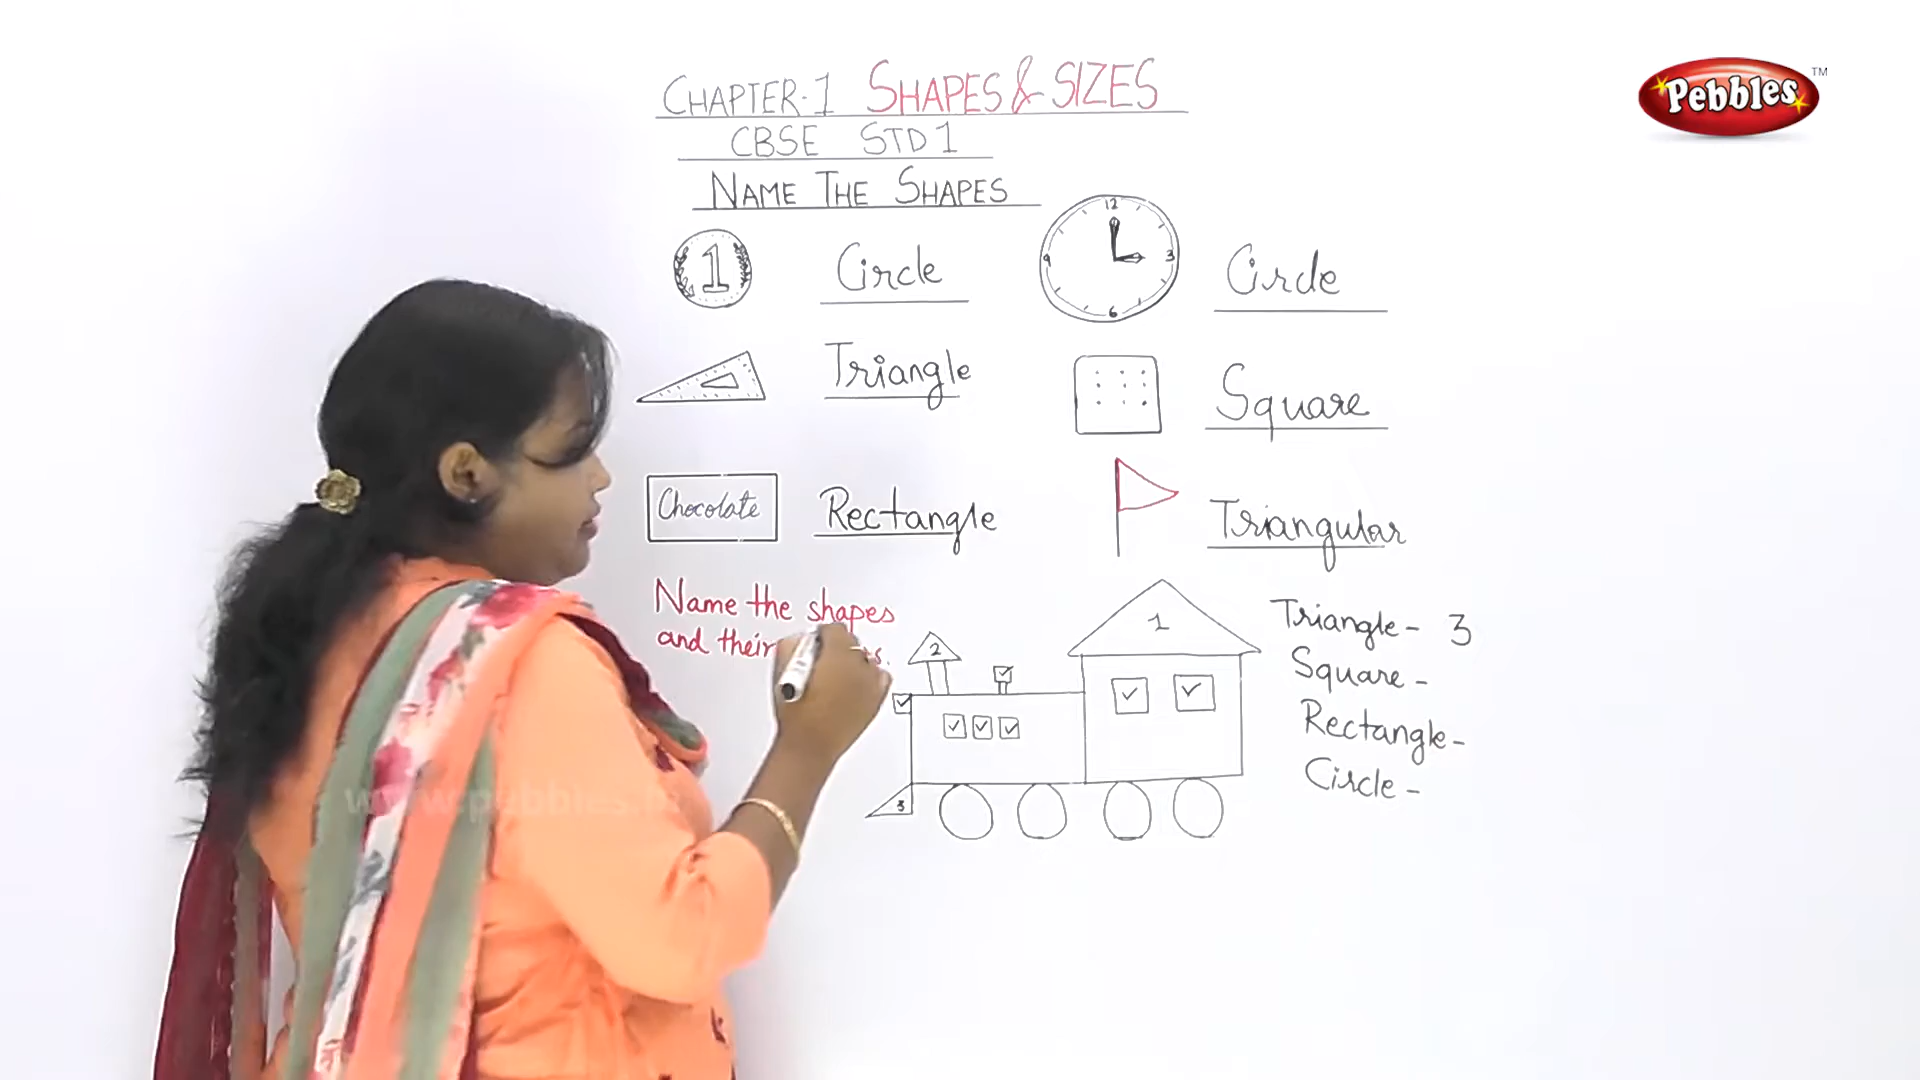 Pebbles TM
CHAPTER-1 SHAPES & SIZES
CBSE STD 1
NAME THE SHAPES
1 Circle
12 3 6 9 Circle
Triangle
Square
Chocolate Rectangle
Triangular
Name the shapes
and their
1
2
3
Triangle - 3
Square -
Rectangle -
Circle -